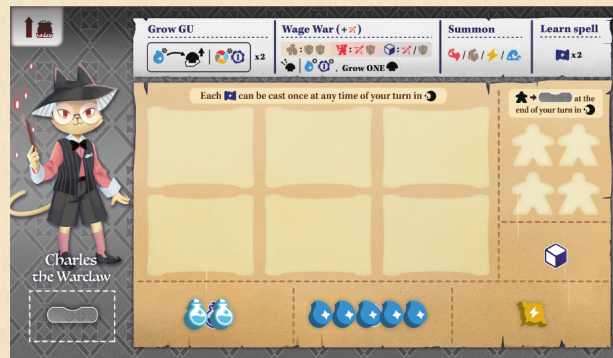 Grow GU
x2
Wage War (+ )
: : : /
, Grow ONE
Summon
/ / /
Learn spell
x2
Each can be cast once at any time of your turn in
at the
end of your turn in
Charles
the Warclaw